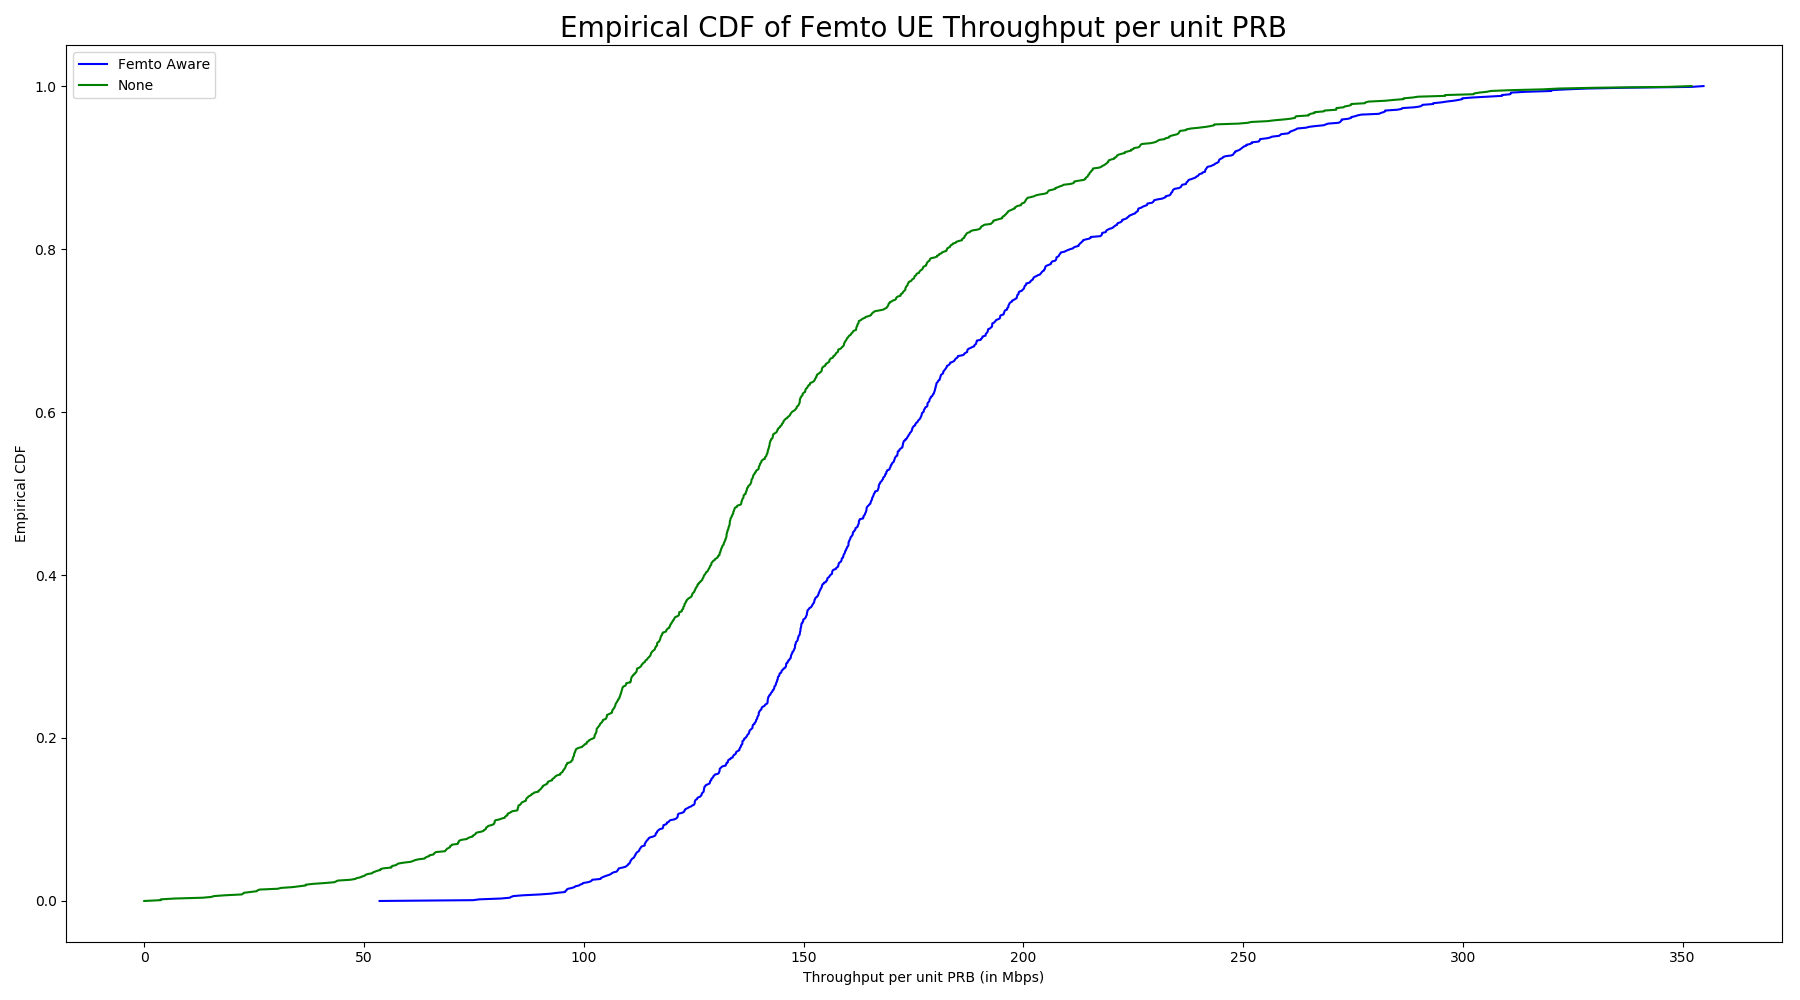 Empirical CDF of Femto UE Throughput per unit PRB
Femto Aware
None
1.0
0.8
0.6
0.4
0.2
0.0
Empirical CDF
0 50 100 150 200 250 300 350
Throughput per unit PRB (in Mbps)